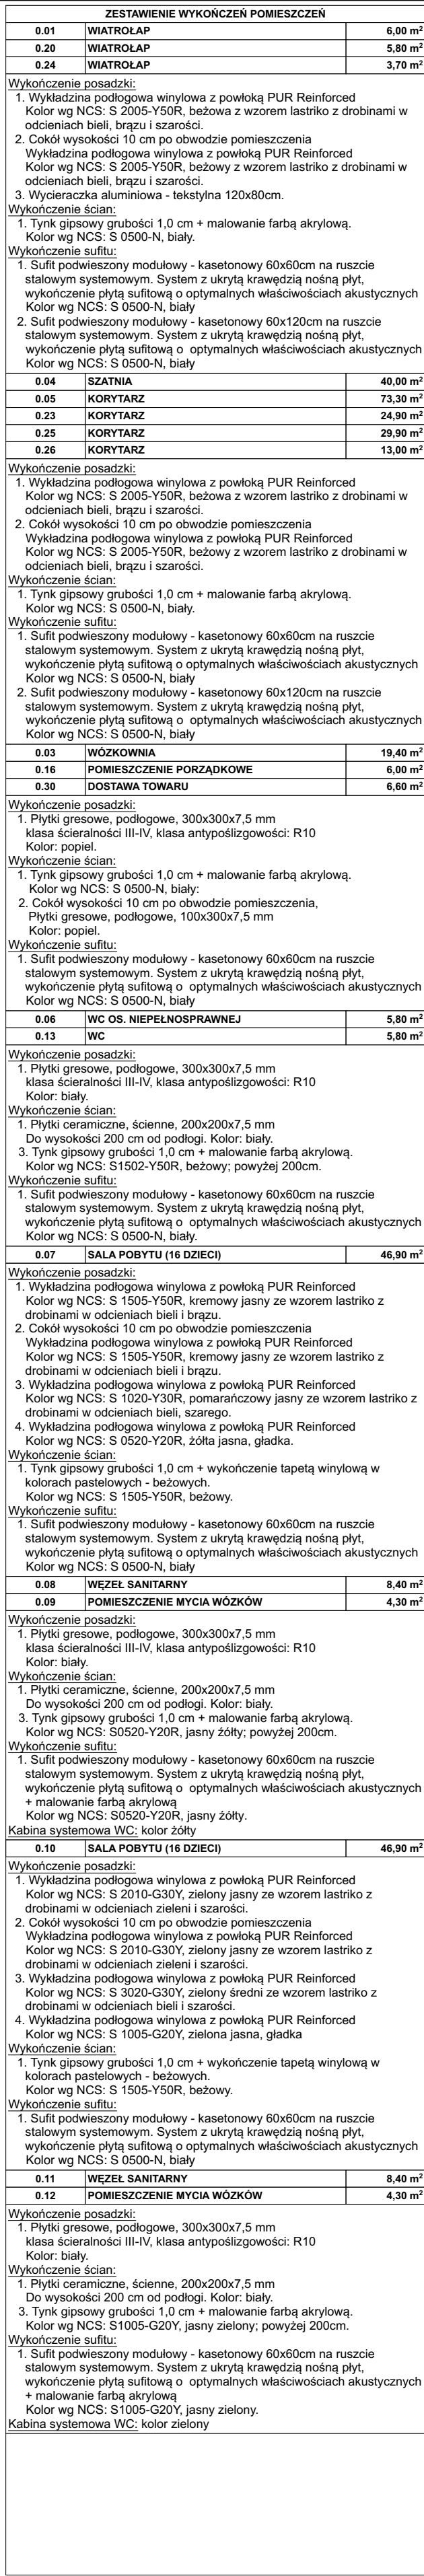 ZESTAWIENIE WYKOŃCZEŃ POMIESZCZEŃ
0.01 WIATROŁAP 6,00 m²
0.20 WIATROŁAP 5,80 m²
0.24 WIATROŁAP 3,70 m²
Wykończenie posadzki:
1. Wykładzina podłogowa winylowa z powłoką PUR Reinforced
Kolor wg NCS: S 2005-Y50R, beżowa z wzorem lastriko z drobinami w
odcieniach bieli, brązu i szarości.
2. Cokół wysokości 10 cm po obwodzie pomieszczenia
Wykładzina podłogowa winylowa z powłoką PUR Reinforced
Kolor wg NCS: S 2005-Y50R, beżowy z wzorem lastriko z drobinami w
odcieniach bieli, brązu i szarości.
3. Wycieraczka aluminiowa - tekstylna 120x80cm.
Wykończenie ścian:
1. Tynk gipsowy grubości 1,0 cm + malowanie farbą akrylową.
Kolor wg NCS: S 0500-N, biały.
Wykończenie sufitu:
1. Sufit podwieszony modułowy - kasetonowy 60x60cm na ruszcie
stalowym systemowym. System z ukrytą krawędzią nośną płyt,
wykończenie płytą sufitową o optymalnych właściwościach akustycznych
Kolor wg NCS: S 0500-N, biały
2. Sufit podwieszony modułowy - kasetonowy 60x120cm na ruszcie
stalowym systemowym. System z ukrytą krawędzią nośną płyt,
wykończenie płytą sufitową o optymalnych właściwościach akustycznych
Kolor wg NCS: S 0500-N, biały
0.04 SZATNIA 40,00 m²
0.05 KORYTARZ 73,30 m²
0.23 KORYTARZ 24,90 m²
0.25 KORYTARZ 29,90 m²
0.26 KORYTARZ 13,00 m²
Wykończenie posadzki:
1. Wykładzina podłogowa winylowa z powłoką PUR Reinforced
Kolor wg NCS: S 2005-Y50R, beżowa z wzorem lastriko z drobinami w
odcieniach bieli, brązu i szarości.
2. Cokół wysokości 10 cm po obwodzie pomieszczenia
Wykładzina podłogowa winylowa z powłoką PUR Reinforced
Kolor wg NCS: S 2005-Y50R, beżowy z wzorem lastriko z drobinami w
odcieniach bieli, brązu i szarości.
Wykończenie ścian:
1. Tynk gipsowy grubości 1,0 cm + malowanie farbą akrylową.
Kolor wg NCS: S 0500-N, biały.
Wykończenie sufitu:
1. Sufit podwieszony modułowy - kasetonowy 60x60cm na ruszcie
stalowym systemowym. System z ukrytą krawędzią nośną płyt,
wykończenie płytą sufitową o optymalnych właściwościach akustycznych
Kolor wg NCS: S 0500-N, biały
2. Sufit podwieszony modułowy - kasetonowy 60x120cm na ruszcie
stalowym systemowym. System z ukrytą krawędzią nośną płyt,
wykończenie płytą sufitową o optymalnych właściwościach akustycznych
Kolor wg NCS: S 0500-N, biały
0.03 WÓZKOWNIA 19,40 m²
0.16 POMIESZCZENIE PORZĄDKOWE 6,00 m²
0.30 DOSTAWA TOWARU 6,60 m²
Wykończenie posadzki:
1. Płytki gresowe, podłogowe, 300x300x7,5 mm
klasa ścieralności III-IV, klasa antypoślizgowości: R10
Kolor: popiel.
Wykończenie ścian:
1. Tynk gipsowy grubości 1,0 cm + malowanie farbą akrylową.
Kolor wg NCS: S 0500-N, biały:
2. Cokół wysokości 10 cm po obwodzie pomieszczenia,
Płytki gresowe, podłogowe, 100x300x7,5 mm
Kolor: popiel.
Wykończenie sufitu:
1. Sufit podwieszony modułowy - kasetonowy 60x60cm na ruszcie
stalowym systemowym. System z ukrytą krawędzią nośną płyt,
wykończenie płytą sufitową o optymalnych właściwościach akustycznych
Kolor wg NCS: S 0500-N, biały
0.06 WC OS. NIEPEŁNOSPRAWNEJ 5,80 m²
0.13 WC 5,80 m²
Wykończenie posadzki:
1. Płytki gresowe, podłogowe, 300x300x7,5 mm
klasa ścieralności III-IV, klasa antypoślizgowości: R10
Kolor: biały.
Wykończenie ścian:
1. Płytki ceramiczne, ścienne, 200x200x7,5 mm
Do wysokości 200 cm od podłogi. Kolor: biały.
3. Tynk gipsowy grubości 1,0 cm + malowanie farbą akrylową.
Kolor wg NCS: S1502-Y50R, beżowy; powyżej 200cm.
Wykończenie sufitu:
1. Sufit podwieszony modułowy - kasetonowy 60x60cm na ruszcie
stalowym systemowym. System z ukrytą krawędzią nośną płyt,
wykończenie płytą sufitową o optymalnych właściwościach akustycznych
Kolor wg NCS: S 0500-N, biały.
0.07 SALA POBYTU (16 DZIECI) 46,90 m²
Wykończenie posadzki:
1. Wykładzina podłogowa winylowa z powłoką PUR Reinforced
Kolor wg NCS: S 1505-Y50R, kremowy jasny ze wzorem lastriko z
drobinami w odcieniach bieli i brązu.
2. Cokół wysokości 10 cm po obwodzie pomieszczenia
Wykładzina podłogowa winylowa z powłoką PUR Reinforced
Kolor wg NCS: S 1505-Y50R, kremowy jasny ze wzorem lastriko z
drobinami w odcieniach bieli i brązu.
3. Wykładzina podłogowa winylowa z powłoką PUR Reinforced
Kolor wg NCS: S 1020-Y30R, pomarańczowy jasny ze wzorem lastriko z
drobinami w odcieniach bieli, szarego.
4. Wykładzina podłogowa winylowa z powłoką PUR Reinforced
Kolor wg NCS: S 0520-Y20R, żółta jasna, gładka.
Wykończenie ścian:
1. Tynk gipsowy grubości 1,0 cm + wykończenie tapetą winylową w
kolorach pastelowych - beżowych.
Kolor wg NCS: S 1505-Y50R, beżowy.
Wykończenie sufitu:
1. Sufit podwieszony modułowy - kasetonowy 60x60cm na ruszcie
stalowym systemowym. System z ukrytą krawędzią nośną płyt,
wykończenie płytą sufitową o optymalnych właściwościach akustycznych
Kolor wg NCS: S 0500-N, biały
0.08 WĘZEŁ SANITARNY 8,40 m²
0.09 POMIESZCZENIE MYCIA WÓZKÓW 4,30 m²
Wykończenie posadzki:
1. Płytki gresowe, podłogowe, 300x300x7,5 mm
klasa ścieralności III-IV, klasa antypoślizgowości: R10
Kolor: biały.
Wykończenie ścian:
1. Płytki ceramiczne, ścienne, 200x200x7,5 mm
Do wysokości 200 cm od podłogi. Kolor: biały.
3. Tynk gipsowy grubości 1,0 cm + malowanie farbą akrylową.
Kolor wg NCS: S0520-Y20R, jasny żółty; powyżej 200cm.
Wykończenie sufitu:
1. Sufit podwieszony modułowy - kasetonowy 60x60cm na ruszcie
stalowym systemowym. System z ukrytą krawędzią nośną płyt,
wykończenie płytą sufitową o optymalnych właściwościach akustycznych
+ malowanie farbą akrylową
Kolor wg NCS: S0520-Y20R, jasny żółty.
Kabina systemowa WC: kolor żółty
0.10 SALA POBYTU (16 DZIECI) 46,90 m²
Wykończenie posadzki:
1. Wykładzina podłogowa winylowa z powłoką PUR Reinforced
Kolor wg NCS: S 2010-G30Y, zielony jasny ze wzorem lastriko z
drobinami w odcieniach zieleni i szarości.
2. Cokół wysokości 10 cm po obwodzie pomieszczenia
Wykładzina podłogowa winylowa z powłoką PUR Reinforced
Kolor wg NCS: S 2010-G30Y, zielony jasny ze wzorem lastriko z
drobinami w odcieniach zieleni i szarości.
3. Wykładzina podłogowa winylowa z powłoką PUR Reinforced
Kolor wg NCS: S 3020-G30Y, zielony średni ze wzorem lastriko z
drobinami w odcieniach bieli i szarości.
4. Wykładzina podłogowa winylowa z powłoką PUR Reinforced
Kolor wg NCS: S 1005-G20Y, zielona jasna, gładka
Wykończenie ścian:
1. Tynk gipsowy grubości 1,0 cm + wykończenie tapetą winylową w
kolorach pastelowych - beżowych.
Kolor wg NCS: S 1505-Y50R, beżowy.
Wykończenie sufitu:
1. Sufit podwieszony modułowy - kasetonowy 60x60cm na ruszcie
stalowym systemowym. System z ukrytą krawędzią nośną płyt,
wykończenie płytą sufitową o optymalnych właściwościach akustycznych
Kolor wg NCS: S 0500-N, biały
0.11 WĘZEŁ SANITARNY 8,40 m²
0.12 POMIESZCZENIE MYCIA WÓZKÓW 4,30 m²
Wykończenie posadzki:
1. Płytki gresowe, podłogowe, 300x300x7,5 mm
klasa ścieralności III-IV, klasa antypoślizgowości: R10
Kolor: biały.
Wykończenie ścian:
1. Płytki ceramiczne, ścienne, 200x200x7,5 mm
Do wysokości 200 cm od podłogi. Kolor: biały.
3. Tynk gipsowy grubości 1,0 cm + malowanie farbą akrylową.
Kolor wg NCS: S1005-G20Y, jasny zielony; powyżej 200cm.
Wykończenie sufitu:
1. Sufit podwieszony modułowy - kasetonowy 60x60cm na ruszcie
stalowym systemowym. System z ukrytą krawędzią nośną płyt,
wykończenie płytą sufitową o optymalnych właściwościach akustycznych
+ malowanie farbą akrylową
Kolor wg NCS: S1005-G20Y, jasny zielony.
Kabina systemowa WC: kolor zielony